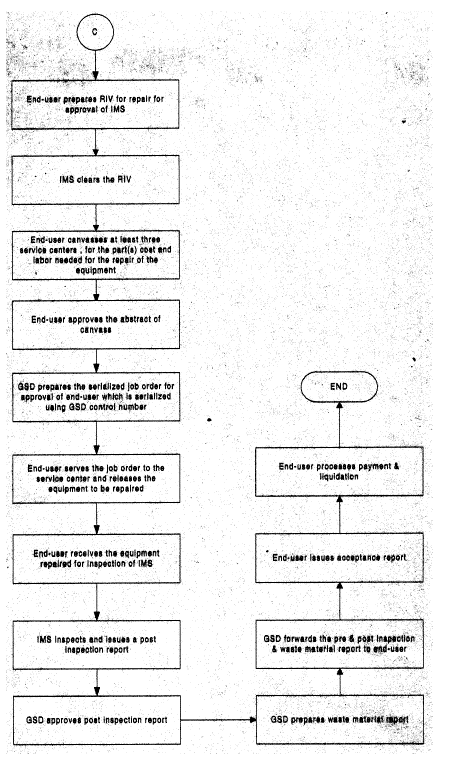 C
End-user prepares RIV for repair for
approval of IMS
IMS clears the RIV
End-user canvasses at least three
service centers , for the part(s) cost and
labor needed for the repair of the
equipment
End-user approves the abstract of
canvass
GSD prepares the serialized job order for
approval of end-user which is serialized
using GSD control number
End-user serves the job order to the
service center and releases the
equipment to be repaired
End-user receives the equipment
repaired for inspection of IMS
IMS inspects and issues a post
inspection report
GSD approves post inspection report
GSD prepares waste material report
GSD forwards the pre & post inspection
& waste material report to end-user
End-user issues acceptance report
End-user processes payment &
liquidation
END